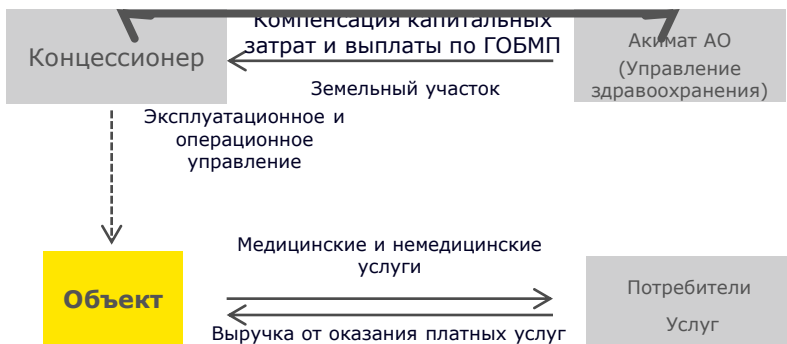 Компенсация капитальных
затрат и выплаты по ГОБМП
Концессионер
Акимат АО
(Управление
здравоохранения)
Земельный участок
Эксплуатационное и
операционное
управление
Медицинские и немедицинские
услуги
Объект
Потребители
Услуг
Выручка от оказания платных услуг